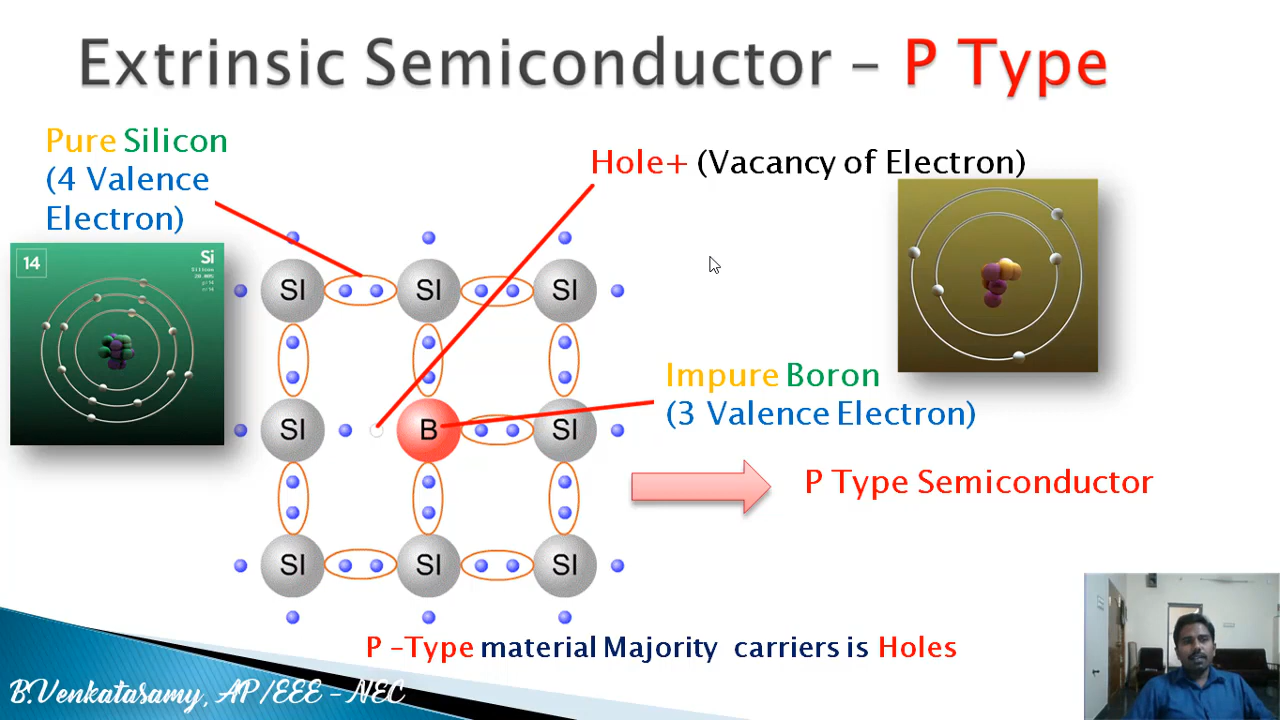 Extrinsic Semiconductor – P Type
Pure Silicon
(4 Valence
Electron)
Hole+ (Vacancy of Electron)
14
Si
Silicon
SI
SI
SI
Impure Boron
(3 Valence Electron)
SI
B
SI
P Type Semiconductor
SI
SI
SI
P –Type material Majority carriers is Holes
B.Venkatasamy, AP/EEE – NEC